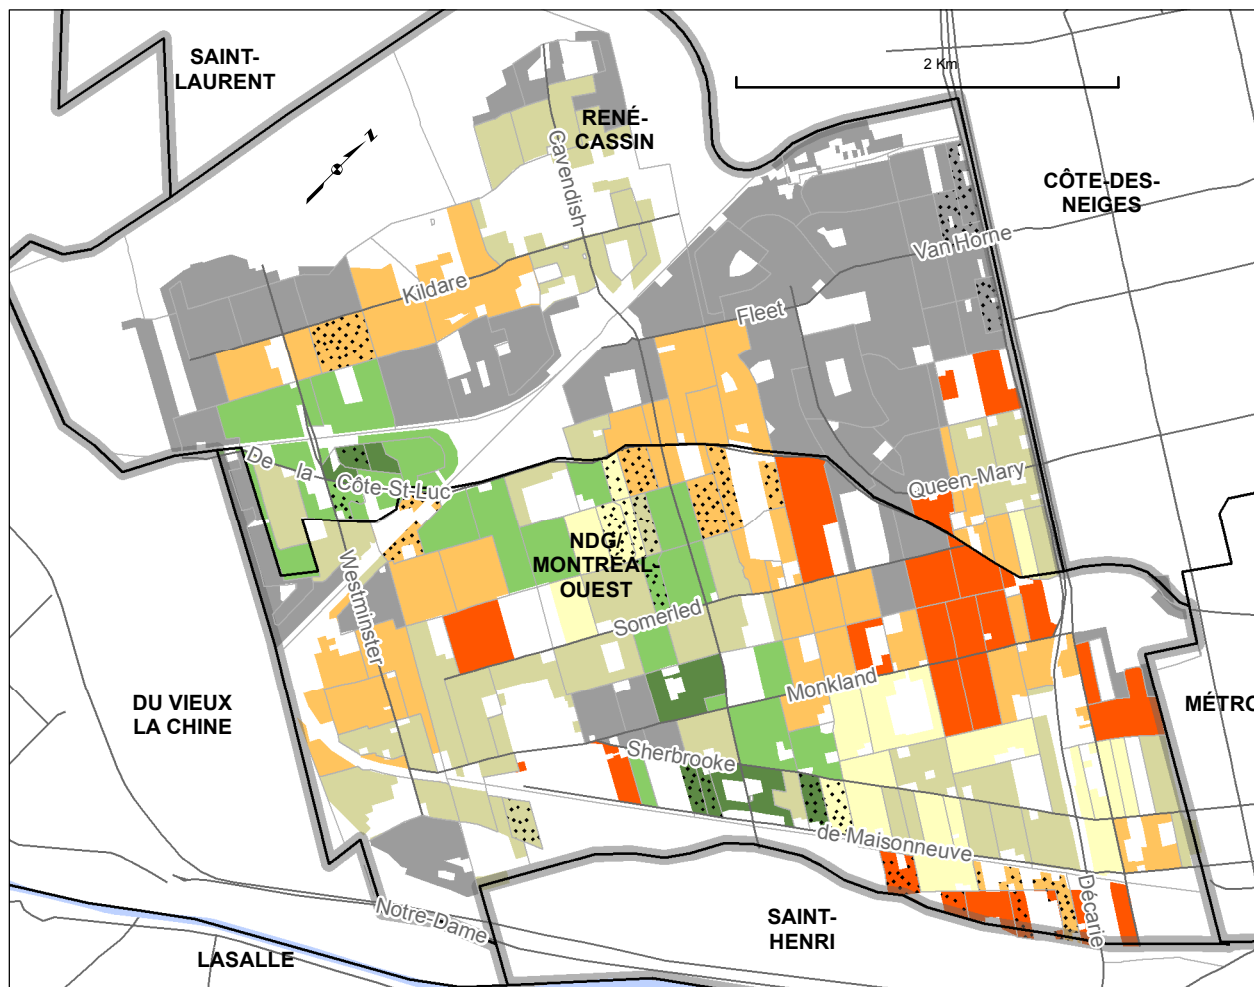 SAINT-
LAURENT
2 Km
RENÉ-
CASSIN
Cavendish
Z
CÔTE-DES-
NEIGES
Van Horne
Kildare
Fleet
De la Côte-St-Luc
Queen-Mary
NDG/
MONTRÉAL-
OUEST
Westminster
Somerled
Monkland
DU VIEUX
LA CHINE
MÉTRO
Sherbrooke
de Maisonneuve
Décarie
Notre-Dame
SAINT-
HENRI
LASALLE